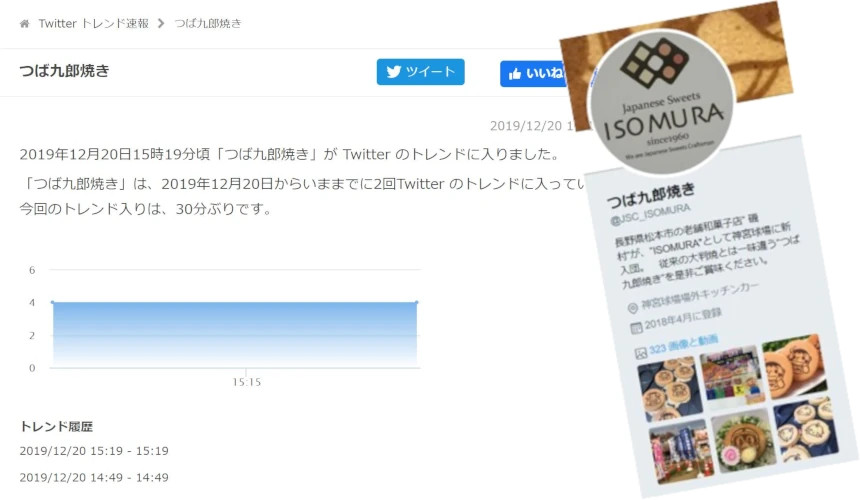 Twitter トレンド速報 > つば九郎焼き
つば九郎焼き
ツイート
いいね
2019/12/20 1
2019年12月20日15時19分頃「つば九郎焼き」が Twitter のトレンドに入りました。
「つば九郎焼き」は、2019年12月20日からいままでに2回Twitter のトレンドに入ってい
今回のトレンド入りは、30分ぶりです。
6
4
2
0
15:15
トレンド履歴
2019/12/20 15:19 - 15:19
2019/12/20 14:49 - 14:49
Japanese Sweets
ISOMURA
since1960
We are Japanese Sweets Craftsman
つば九郎焼き
@JSC_ISOMURA
長野県松本市の老舗和菓子店" 磯
村"が、"ISOMURA"として神宮球場に新
入団。 従来の大判焼とは一味違う"つば
九郎焼き"を是非ご賞味ください。
神宮球場場外キッチンカー
2018年4月に登録
323 画像と動画